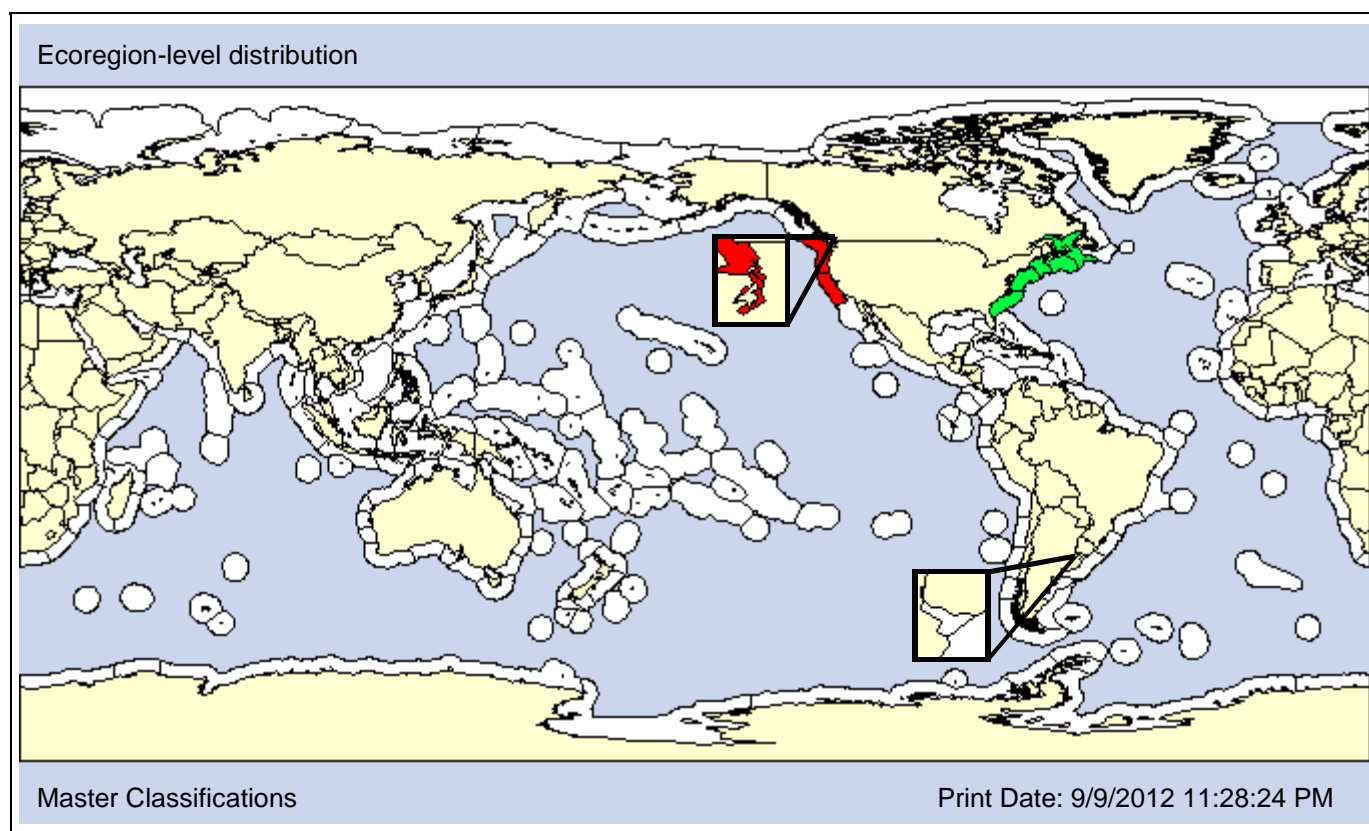 Ecoregion-level distribution
Master Classifications
Print Date: 9/9/2012 11:28:24 PM